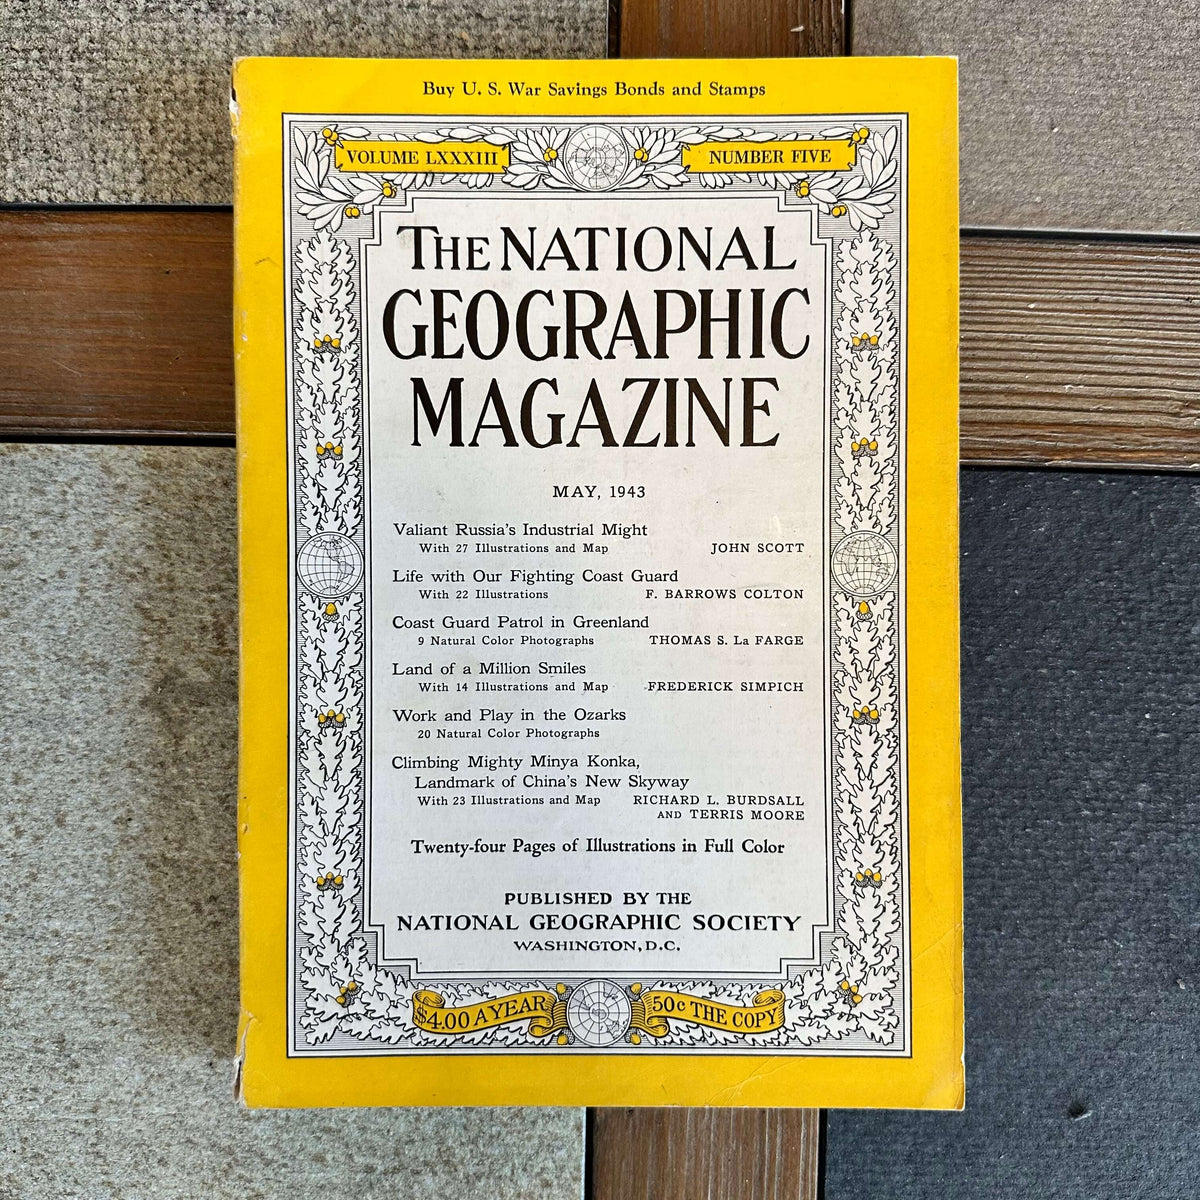 Buy U. S. War Savings Bonds and Stamps
VOLUME LXXXIII NUMBER FIVE
THE NATIONAL
GEOGRAPHIC
MAGAZINE
MAY, 1943
Valiant Russia's Industrial Might
With 27 Illustrations and Map JOHN SCOTT
Life with Our Fighting Coast Guard
With 22 Illustrations F. BARROWS COLTON
Coast Guard Patrol in Greenland
9 Natural Color Photographs THOMAS S. La FARGE
Land of a Million Smiles
With 14 Illustrations and Map FREDERICK SIMPICH
Work and Play in the Ozarks
20 Natural Color Photographs
Climbing Mighty Minya Konka,
Landmark of China's New Skyway
With 23 Illustrations and Map RICHARD L. BURDSALL
AND TERRIS MOORE
Twenty-four Pages of Illustrations in Full Color
PUBLISHED BY THE
NATIONAL GEOGRAPHIC SOCIETY
WASHINGTON, D.C.
$4.00 A YEAR 50c THE COPY